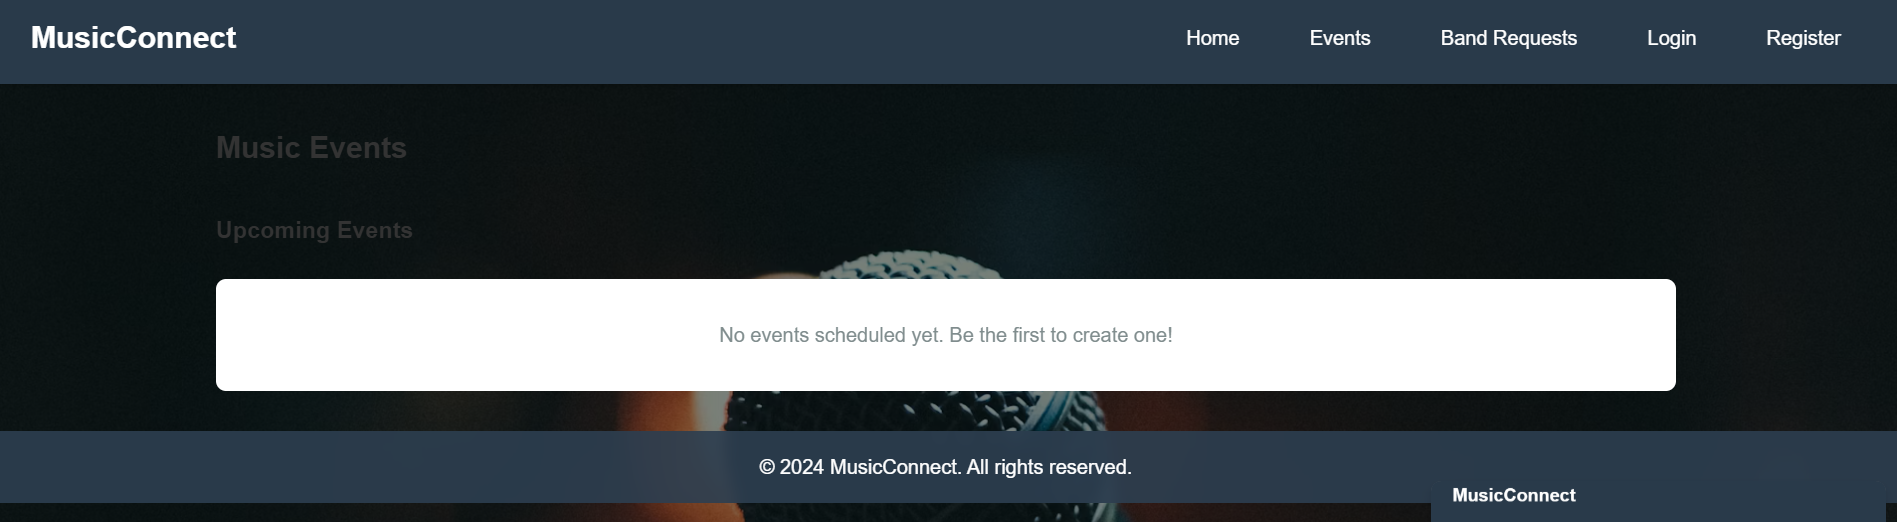 MusicConnect
Home Events Band Requests Login Register
Music Events
Upcoming Events
No events scheduled yet. Be the first to create one!
© 2024 MusicConnect. All rights reserved.
MusicConnect